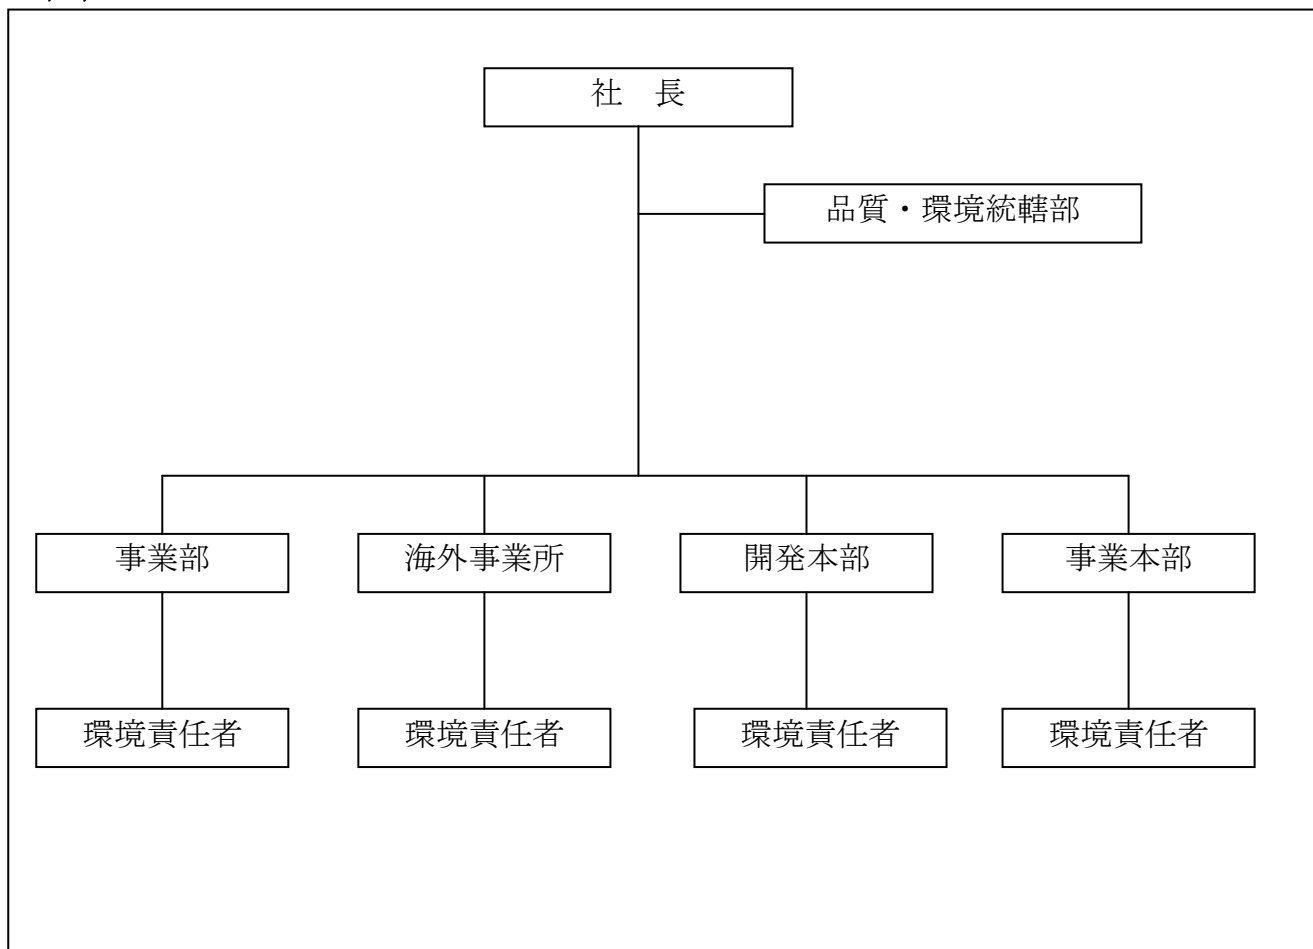 社　長
品質・環境統轄部
事業部　海外事業所　開発本部　事業本部
環境責任者　環境責任者　環境責任者　環境責任者